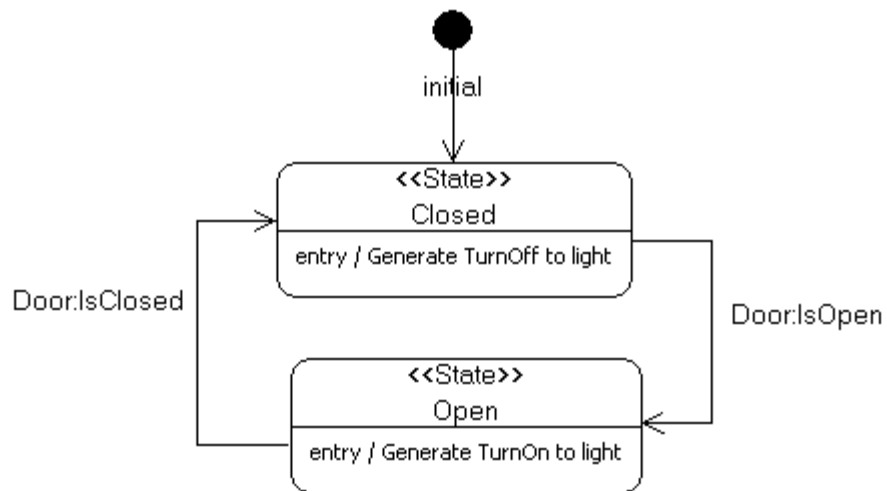 initial
<<State>>
Closed
entry / Generate TurnOff to light
Door:IsClosed
Door:IsOpen
<<State>>
Open
entry / Generate TurnOn to light